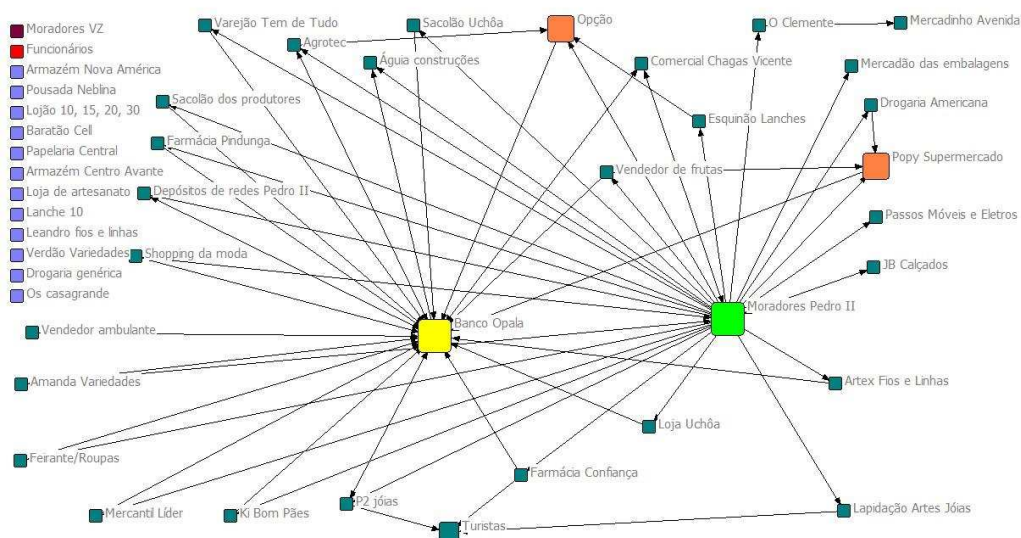 Moradores VZ
Funcionários
Armazém Nova América
Pousada Neblina
Lojão 10, 15, 20, 30
Baratão Cell
Papelaria Central
Armazém Centro Avante
Loja de artesanato
Lanche 10
Leandro fios e linhas
Verdão Variedades
Drogaria genérica
Os casagrande
Varejão Tem de Tudo
Sacolão Uchôa
Opção
O Clemente
Mercadinho Avenida
Agrotec
Águia construções
Comercial Chagas Vicente
Mercadão das embalagens
Sacolão dos produtores
Drogaria Americana
Esquinão Lanches
Farmácia Pindunga
Popy Supermercado
Vendedor de frutas
Depósitos de redes Pedro II
Passos Móveis e Eletros
Shopping da moda
JB Calçados
Moradores Pedro II
Banco Opala
Vendedor ambulante
Amanda Variedades
Artex Fios e Linhas
Loja Uchôa
Feirante/Roupas
Farmácia Confiança
P2 jóias
Mercantil Líder
Ki Bom Pães
Turistas
Lapidação Artes Jóias